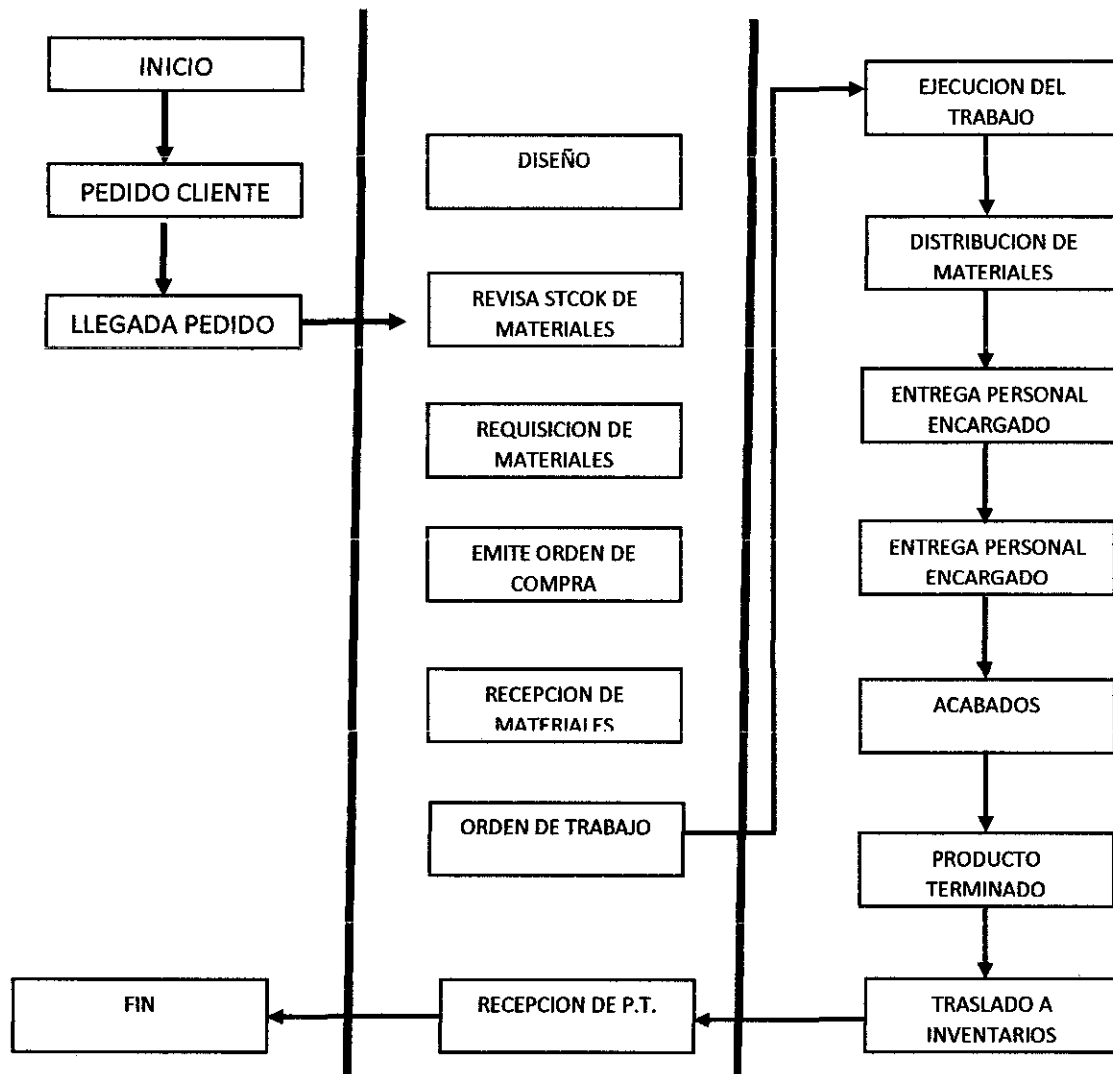 INICIO
PEDIDO CLIENTE
LLEGADA PEDIDO
DISEÑO
REVISA STCOK DE
MATERIALES
REQUISICION DE
MATERIALES
EMITE ORDEN DE
COMPRA
RECEPCION DE
MATERIALES
ORDEN DE TRABAJO
EJECUCION DEL
TRABAJO
DISTRIBUCION DE
MATERIALES
ENTREGA PERSONAL
ENCARGADO
ENTREGA PERSONAL
ENCARGADO
ACABADOS
PRODUCTO
TERMINADO
TRASLADO A
INVENTARIOS
RECEPCION DE P.T.
FIN